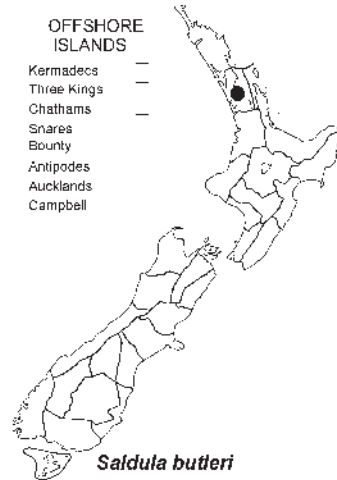 OFFSHORE
ISLANDS
Kermadecs
Three Kings
Chathams
Snares
Bounty
Antipodes
Aucklands
Campbell
Saldula butleri